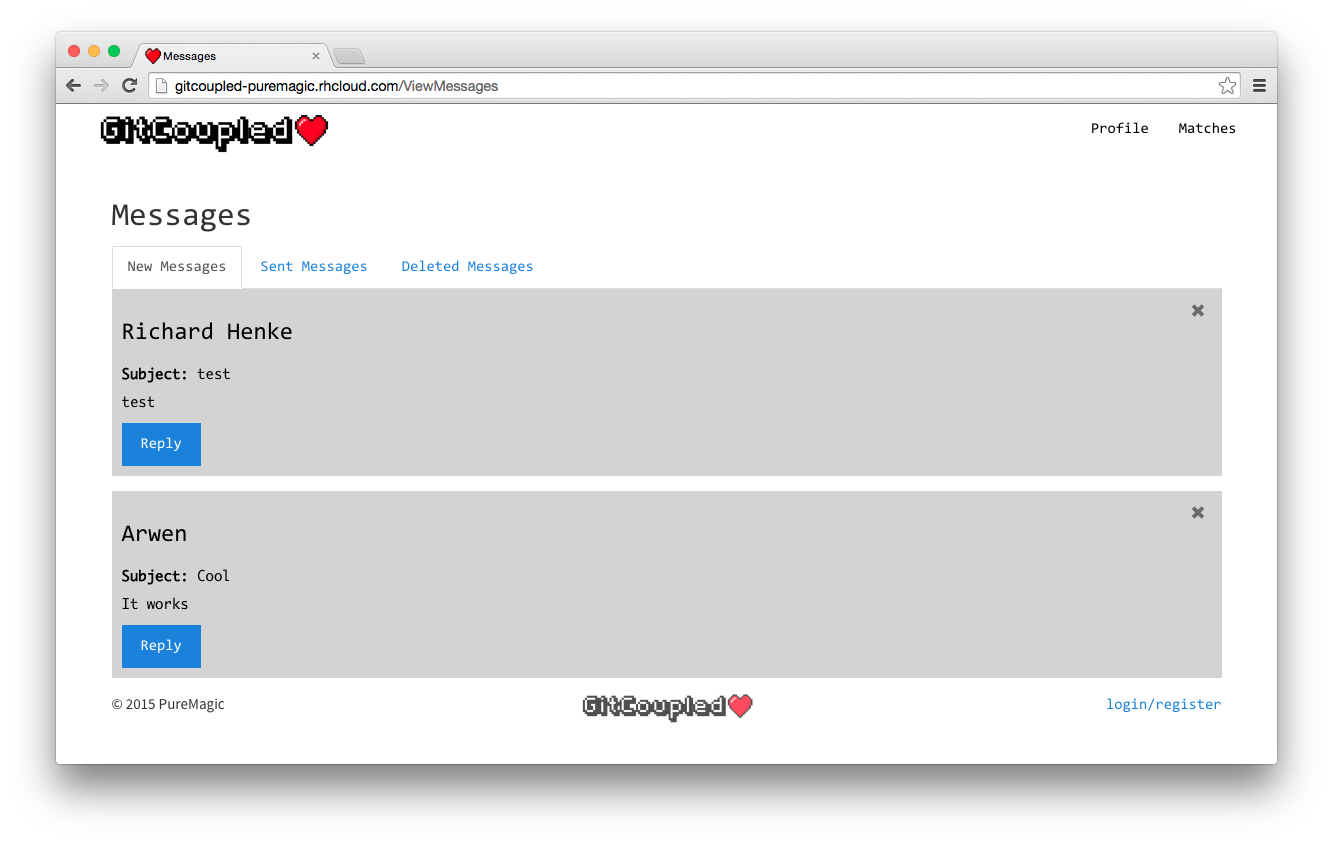 Messages
gitcoupled-puremagic.rhcloud.com/ViewMessages
GitCoupled
Profile Matches
Messages
New Messages Sent Messages Deleted Messages
Richard Henke
Subject: test
test
Reply
Arwen
Subject: Cool
It works
Reply
© 2015 PureMagic GitCoupled login/register